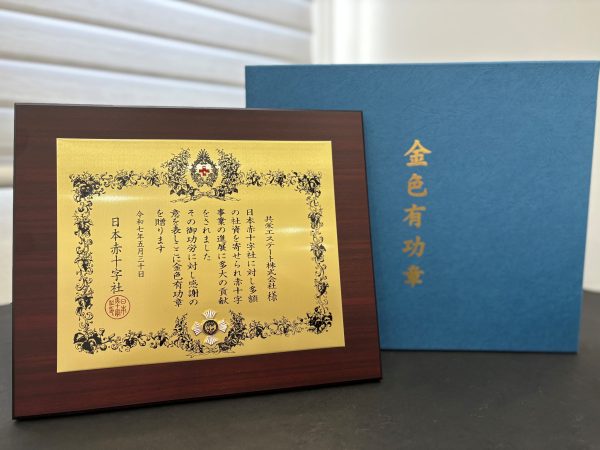 共栄エステート株式会社 様
日本赤十字社に対し多額
の社資を寄せられ赤十字
事業の進展に多大の貢献
をされました
その御功労に対し感謝の
意を表しここに金色有功章
を贈ります
令和七年五月二十日
日本赤十字社
金色有功章